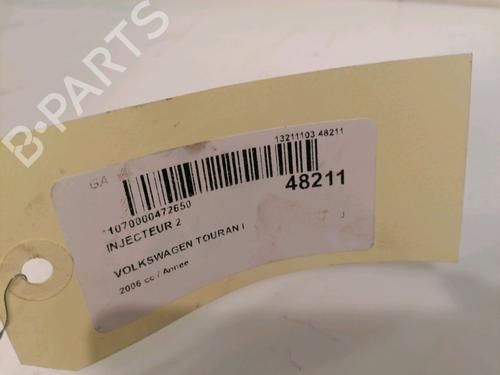 B-PARTS
GA
13211103 48211
48211
*1070000472650
INJECTEUR 2
J
VOLKSWAGEN TOURAN I
2006 cc / Année